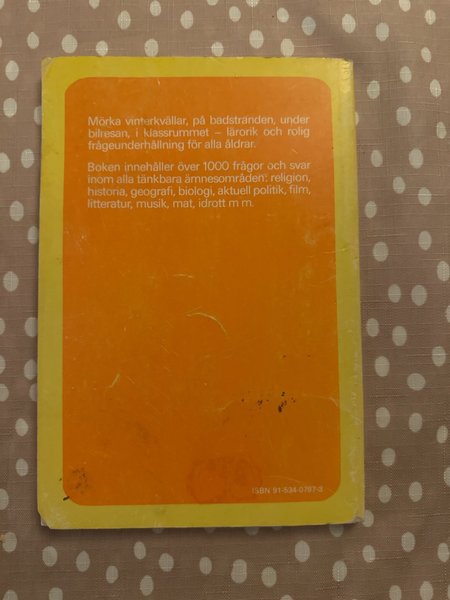 Mörka vinterkvällar, på badstranden, under
bilresan, i klassrummet – lärorik och rolig
frågeunderhållning för alla åldrar.
Boken innehåller över 1000 frågor och svar
inom alla tänkbara ämnesområden: religion,
historia, geografi, biologi, aktuell politik, film,
litteratur, musik, mat, idrott m m.
ISBN 91-534-0797-3